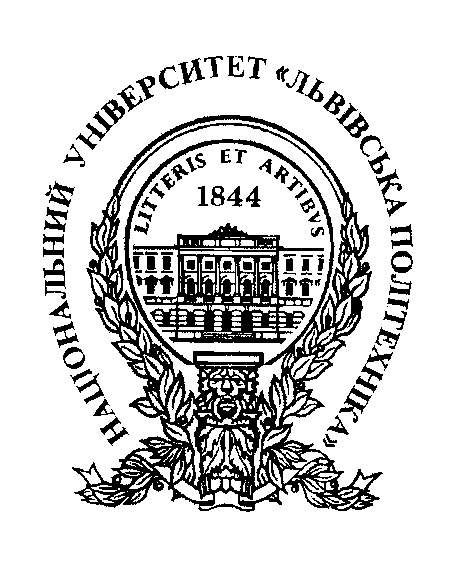 НАЦІОНАЛЬНИЙ УНІВЕРСИТЕТ «ЛЬВІВСЬКА ПОЛІТЕХНІКА»
LITTERIS ET ARTIBVS
1844